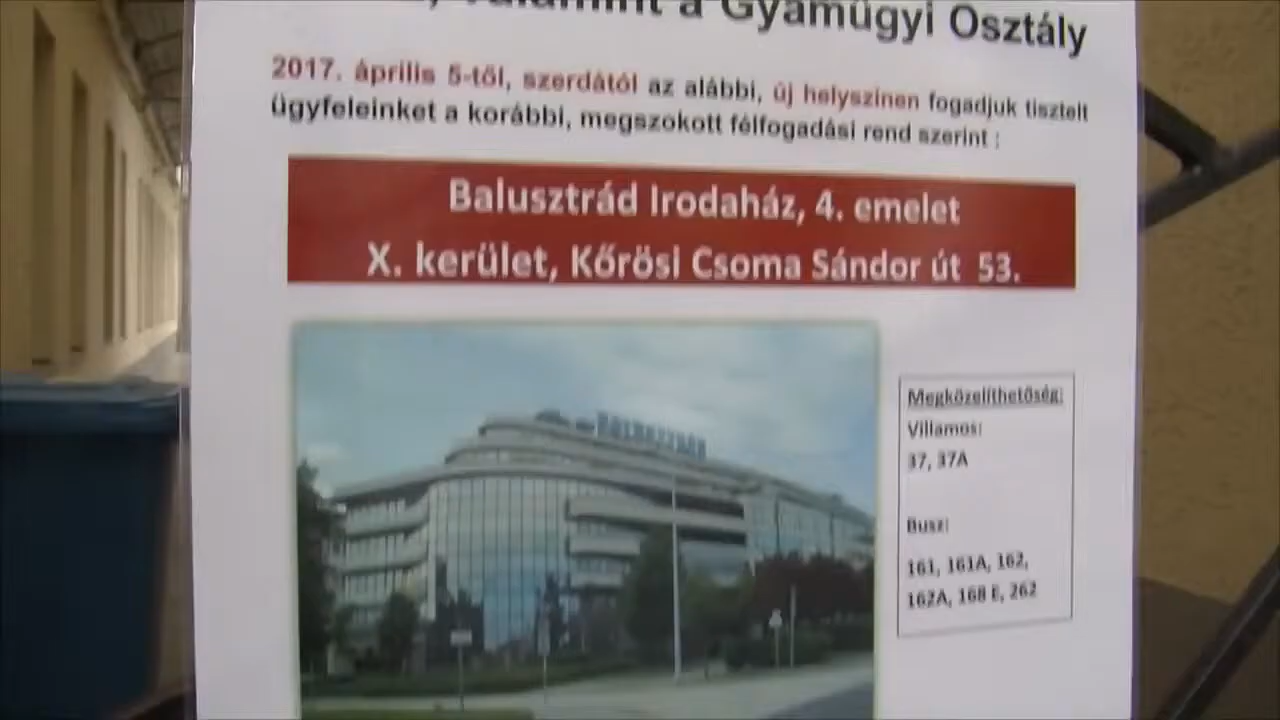 valamint a Gyámügyi Osztály
2017. április 5-től, szerdától az alábbi, új helyszínen fogadjuk tisztelt
ügyfeleinket a korábbi, megszokott félfogadási rend szerint :
Balusztrád Irodaház, 4. emelet
X. kerület, Kőrösi Csoma Sándor út 53.
Megközelíthetőség:
Villamos:
37, 37A
Busz:
161, 161A, 162,
162A, 168 E, 262